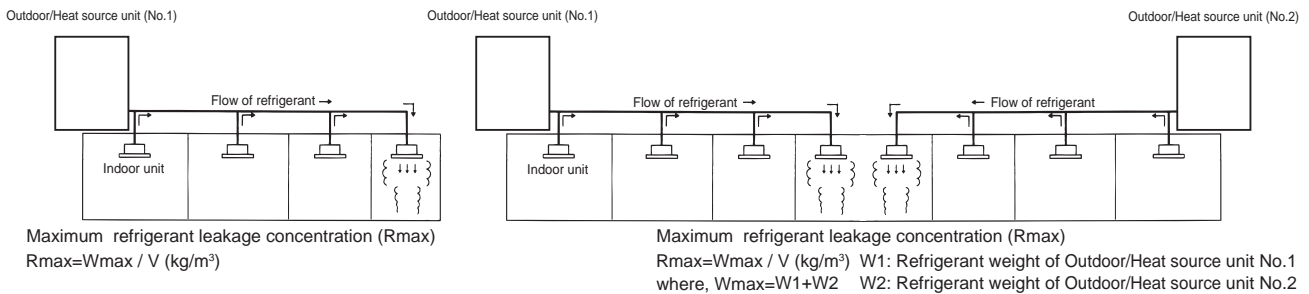 Outdoor/Heat source unit (No.1)
Flow of refrigerant →
Indoor unit
Maximum refrigerant leakage concentration (Rmax)
Rmax=Wmax / V (kg/m³)
Outdoor/Heat source unit (No.1)
Outdoor/Heat source unit (No.2)
Flow of refrigerant →
← Flow of refrigerant
Indoor unit
Maximum refrigerant leakage concentration (Rmax)
Rmax=Wmax / V (kg/m³) W1: Refrigerant weight of Outdoor/Heat source unit No.1
where, Wmax=W1+W2 W2: Refrigerant weight of Outdoor/Heat source unit No.2